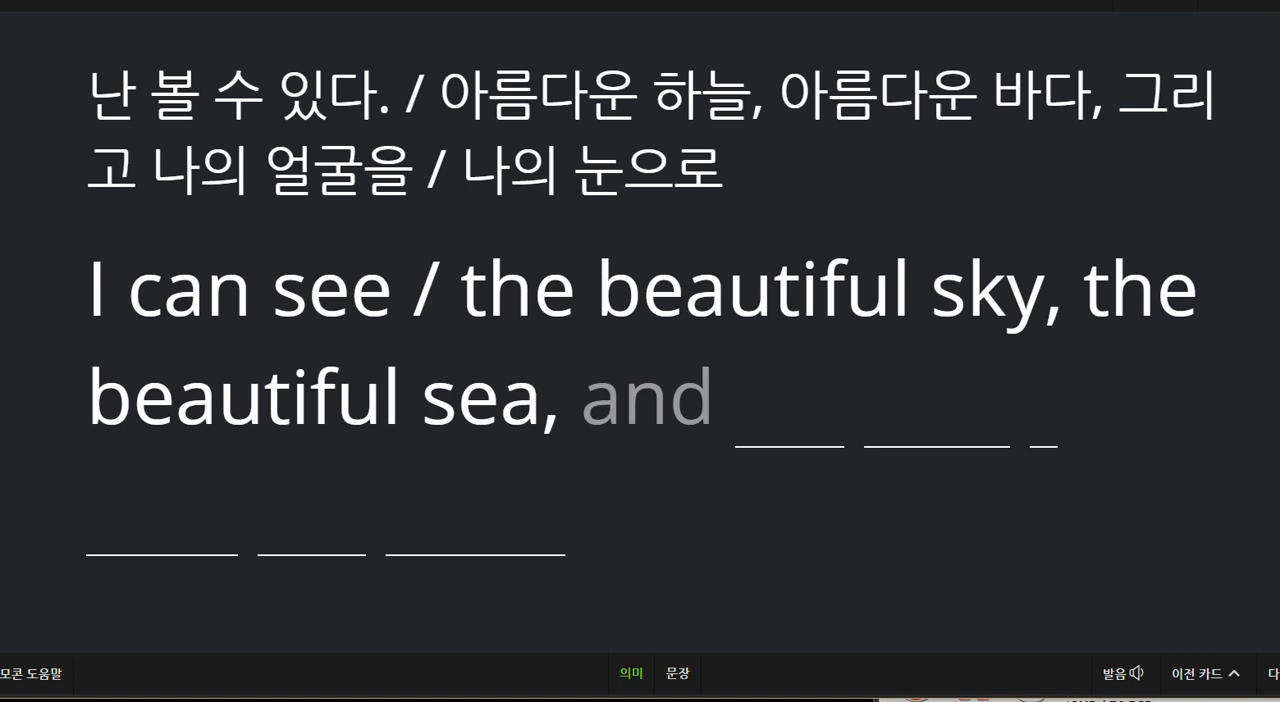 난 볼 수 있다. / 아름다운 하늘, 아름다운 바다, 그리
고 나의 얼굴을 / 나의 눈으로
I can see / the beautiful sky, the
beautiful sea, and
모콘 도움말
의미
문장
발음
이전 카드
다